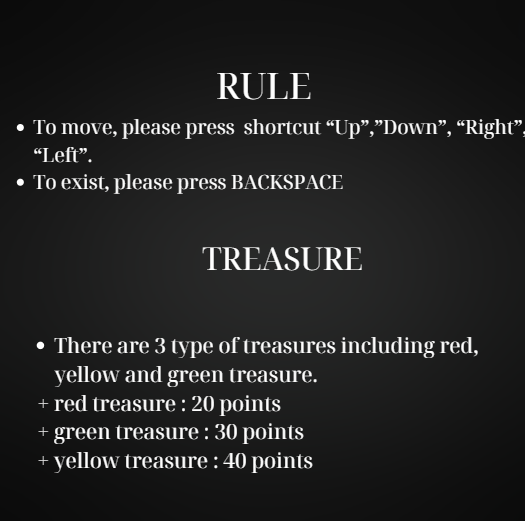 RULE
• To move, please press shortcut “Up”,”Down”, “Right”,
“Left”.
• To exist, please press BACKSPACE
TREASURE
• There are 3 type of treasures including red,
yellow and green treasure.
+ red treasure : 20 points
+ green treasure : 30 points
+ yellow treasure : 40 points